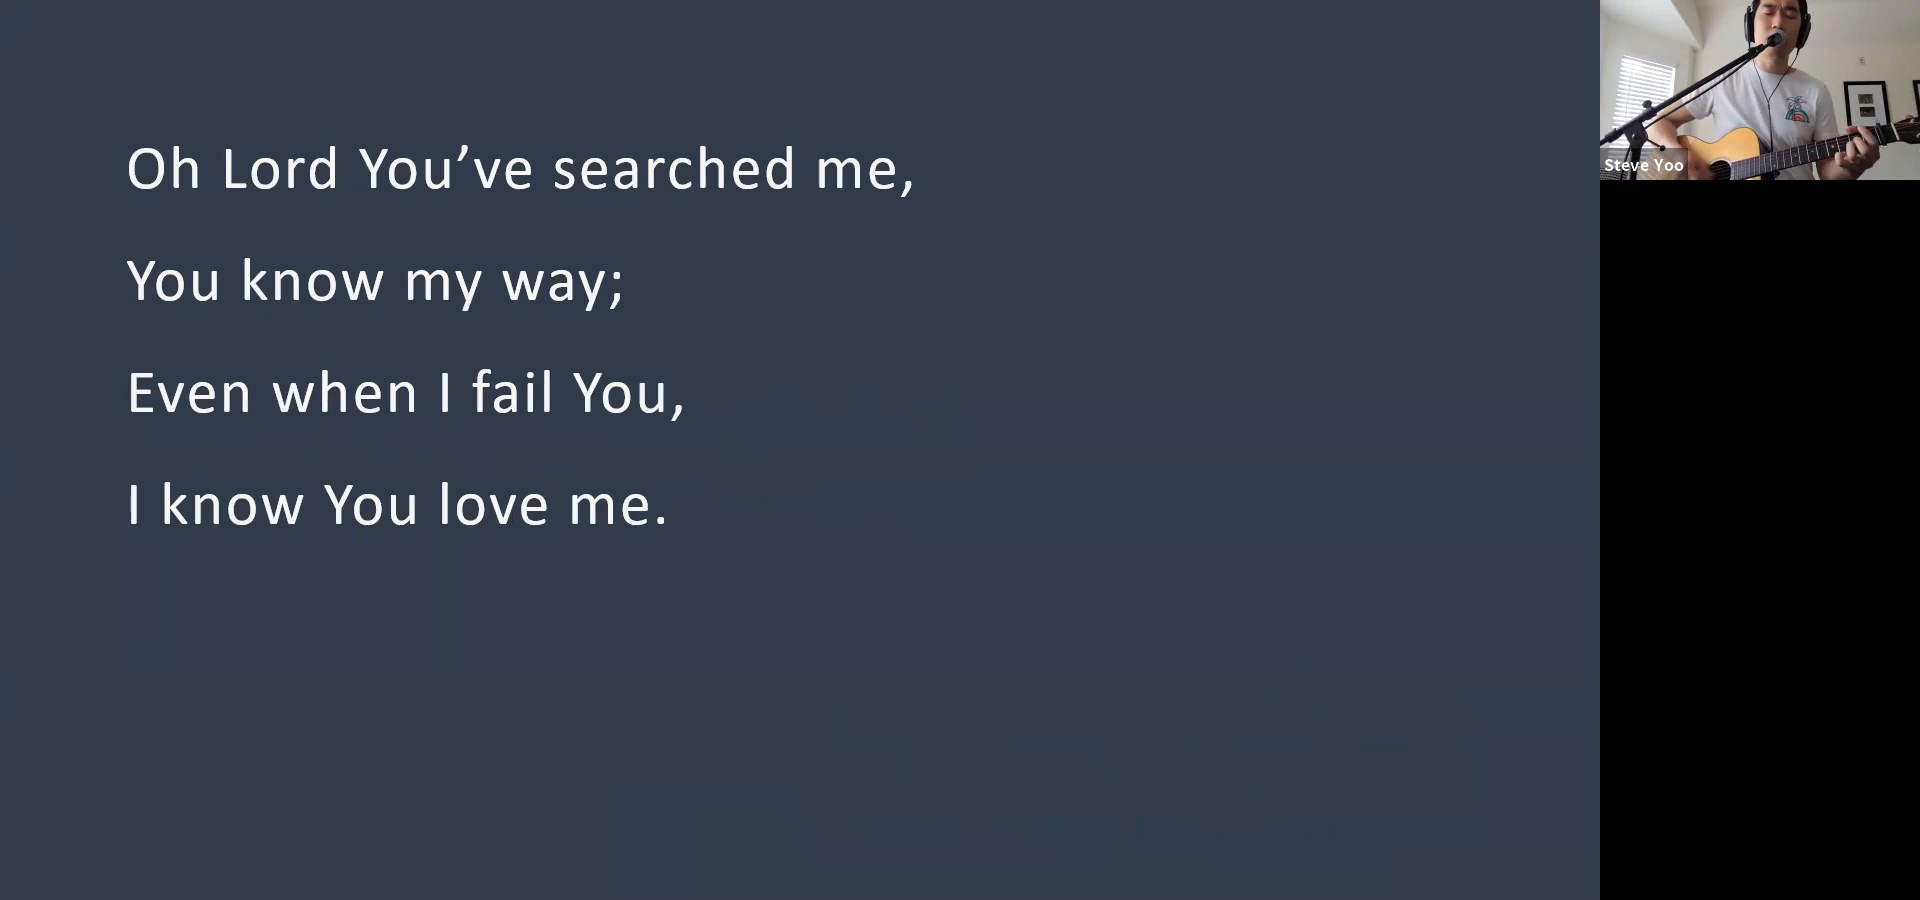 Oh Lord You’ve searched me,
You know my way;
Even when I fail You,
I know You love me.
Steve Yoo